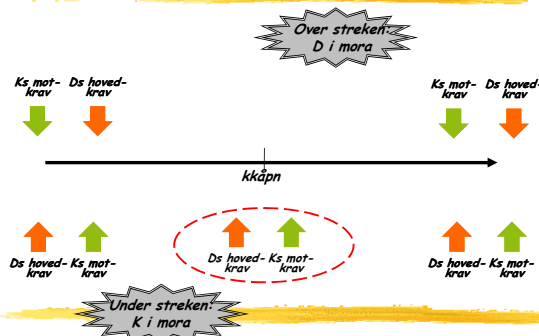 Over streken:
D i mora
Ks mot-
krav
Ds hoved-
krav
Ks mot-
krav
Ds hoved-
krav
kkåpn
Ds hoved-
krav
Ks mot-
krav
Ds hoved-
krav
Ks mot-
krav
Ds hoved-
krav
Ks mot-
krav
Under streken:
K i mora